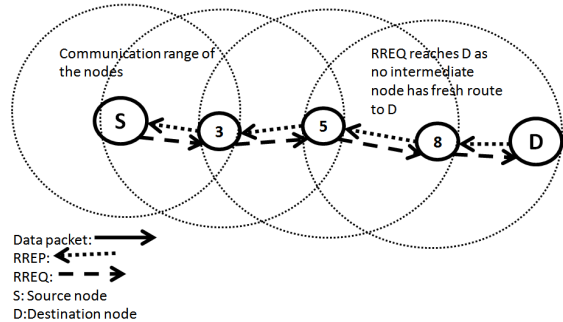 Communication range of
the nodes
RREQ reaches D as
no intermediate
node has fresh route
to D
S
3
5
8
D
Data packet:
RREP:
RREQ:
S: Source node
D:Destination node